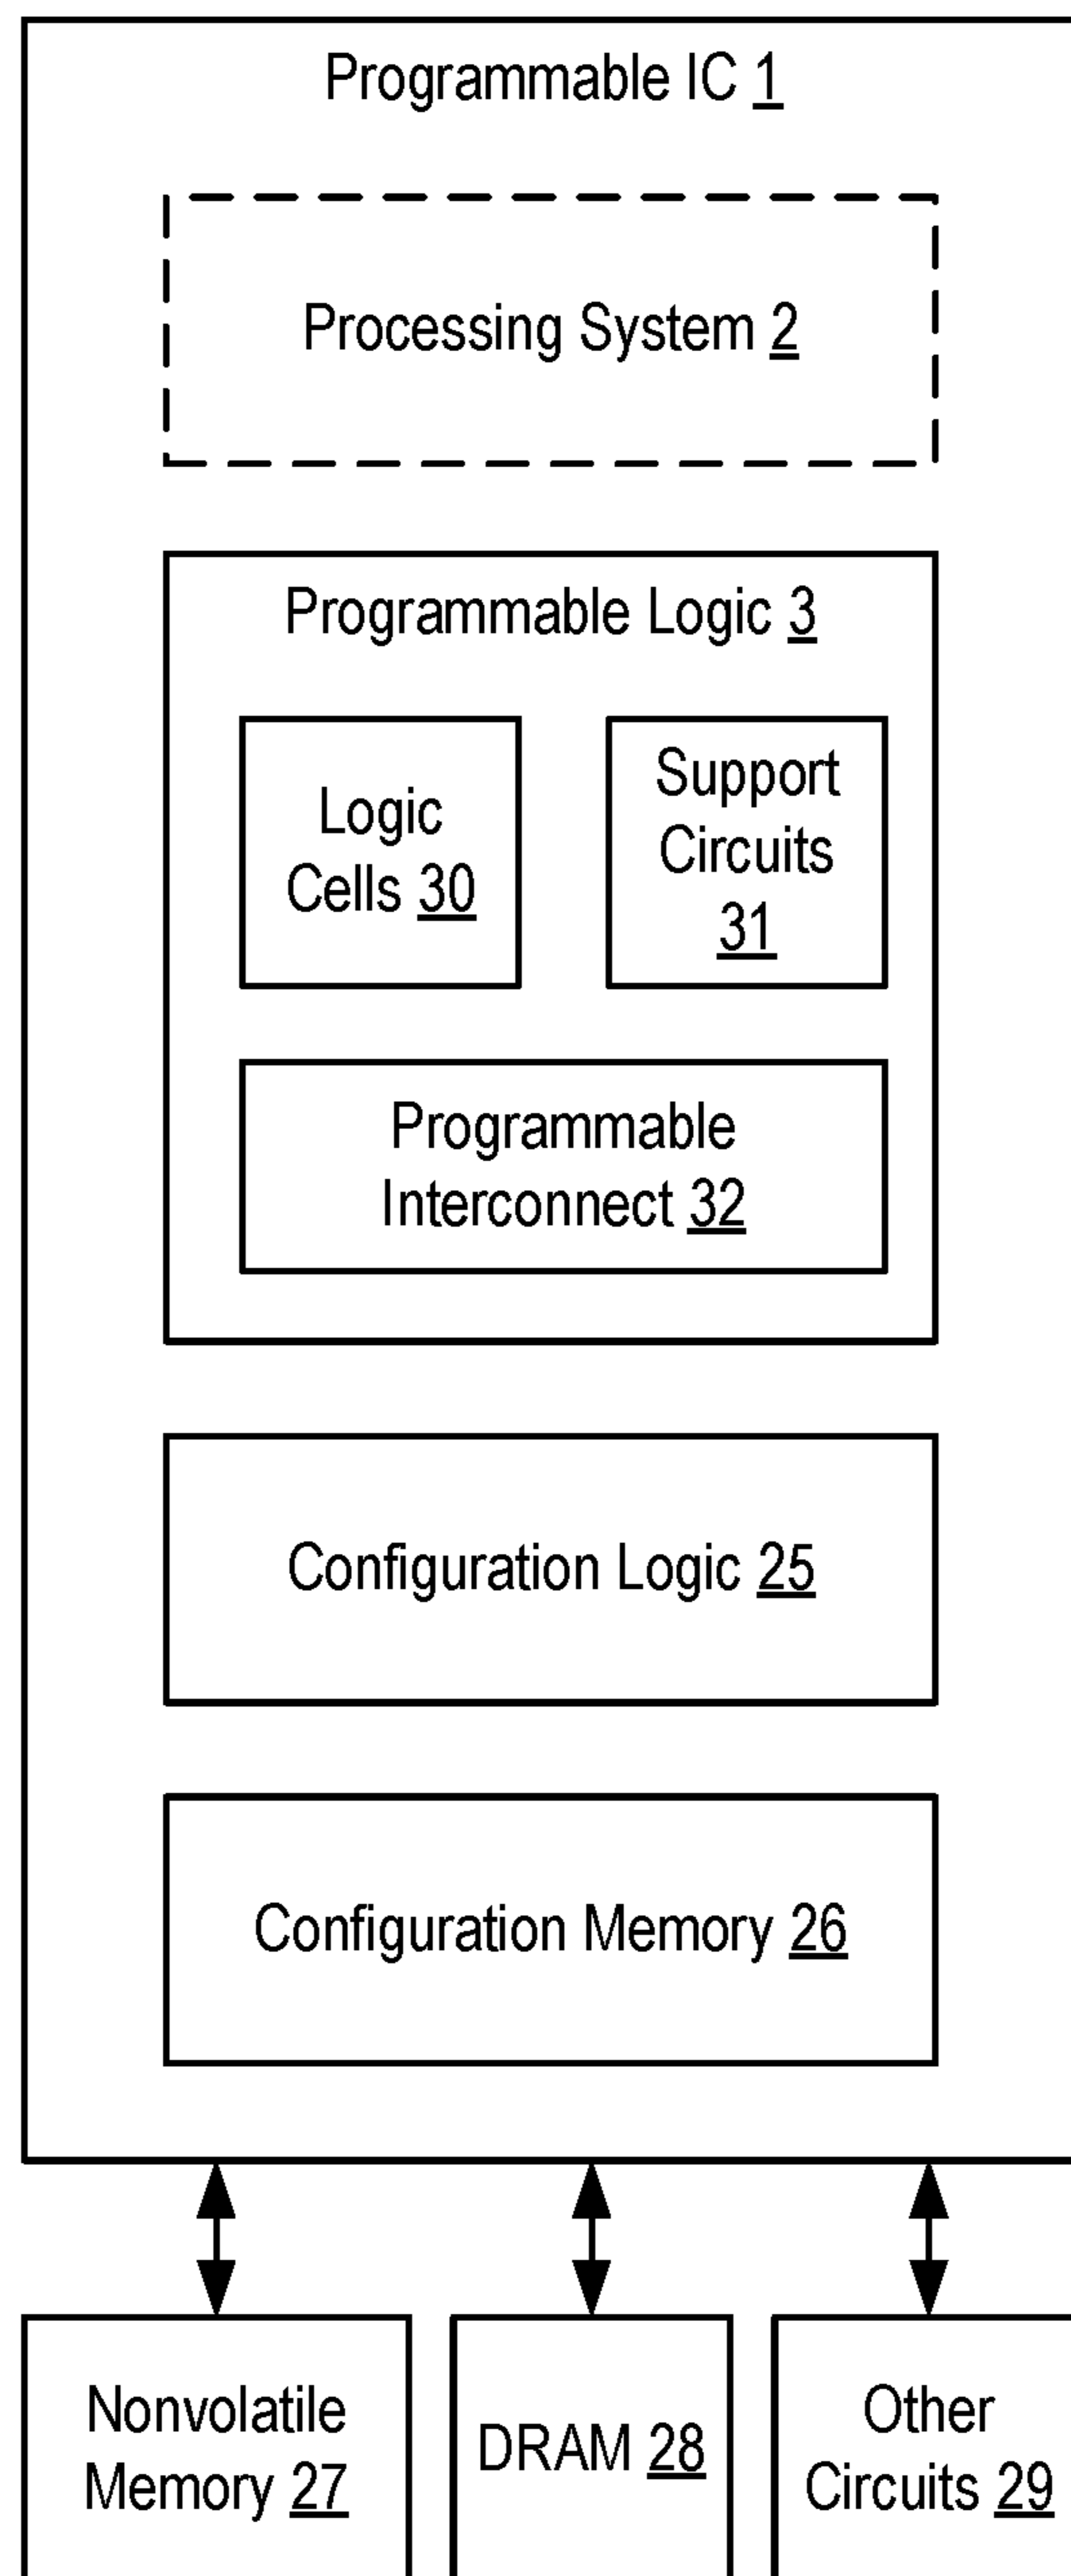 Programmable IC 1
Processing System 2
Programmable Logic 3
Logic
Cells 30
Support
Circuits
31
Programmable
Interconnect 32
Configuration Logic 25
Configuration Memory 26
Nonvolatile
Memory 27
DRAM 28
Other
Circuits 29